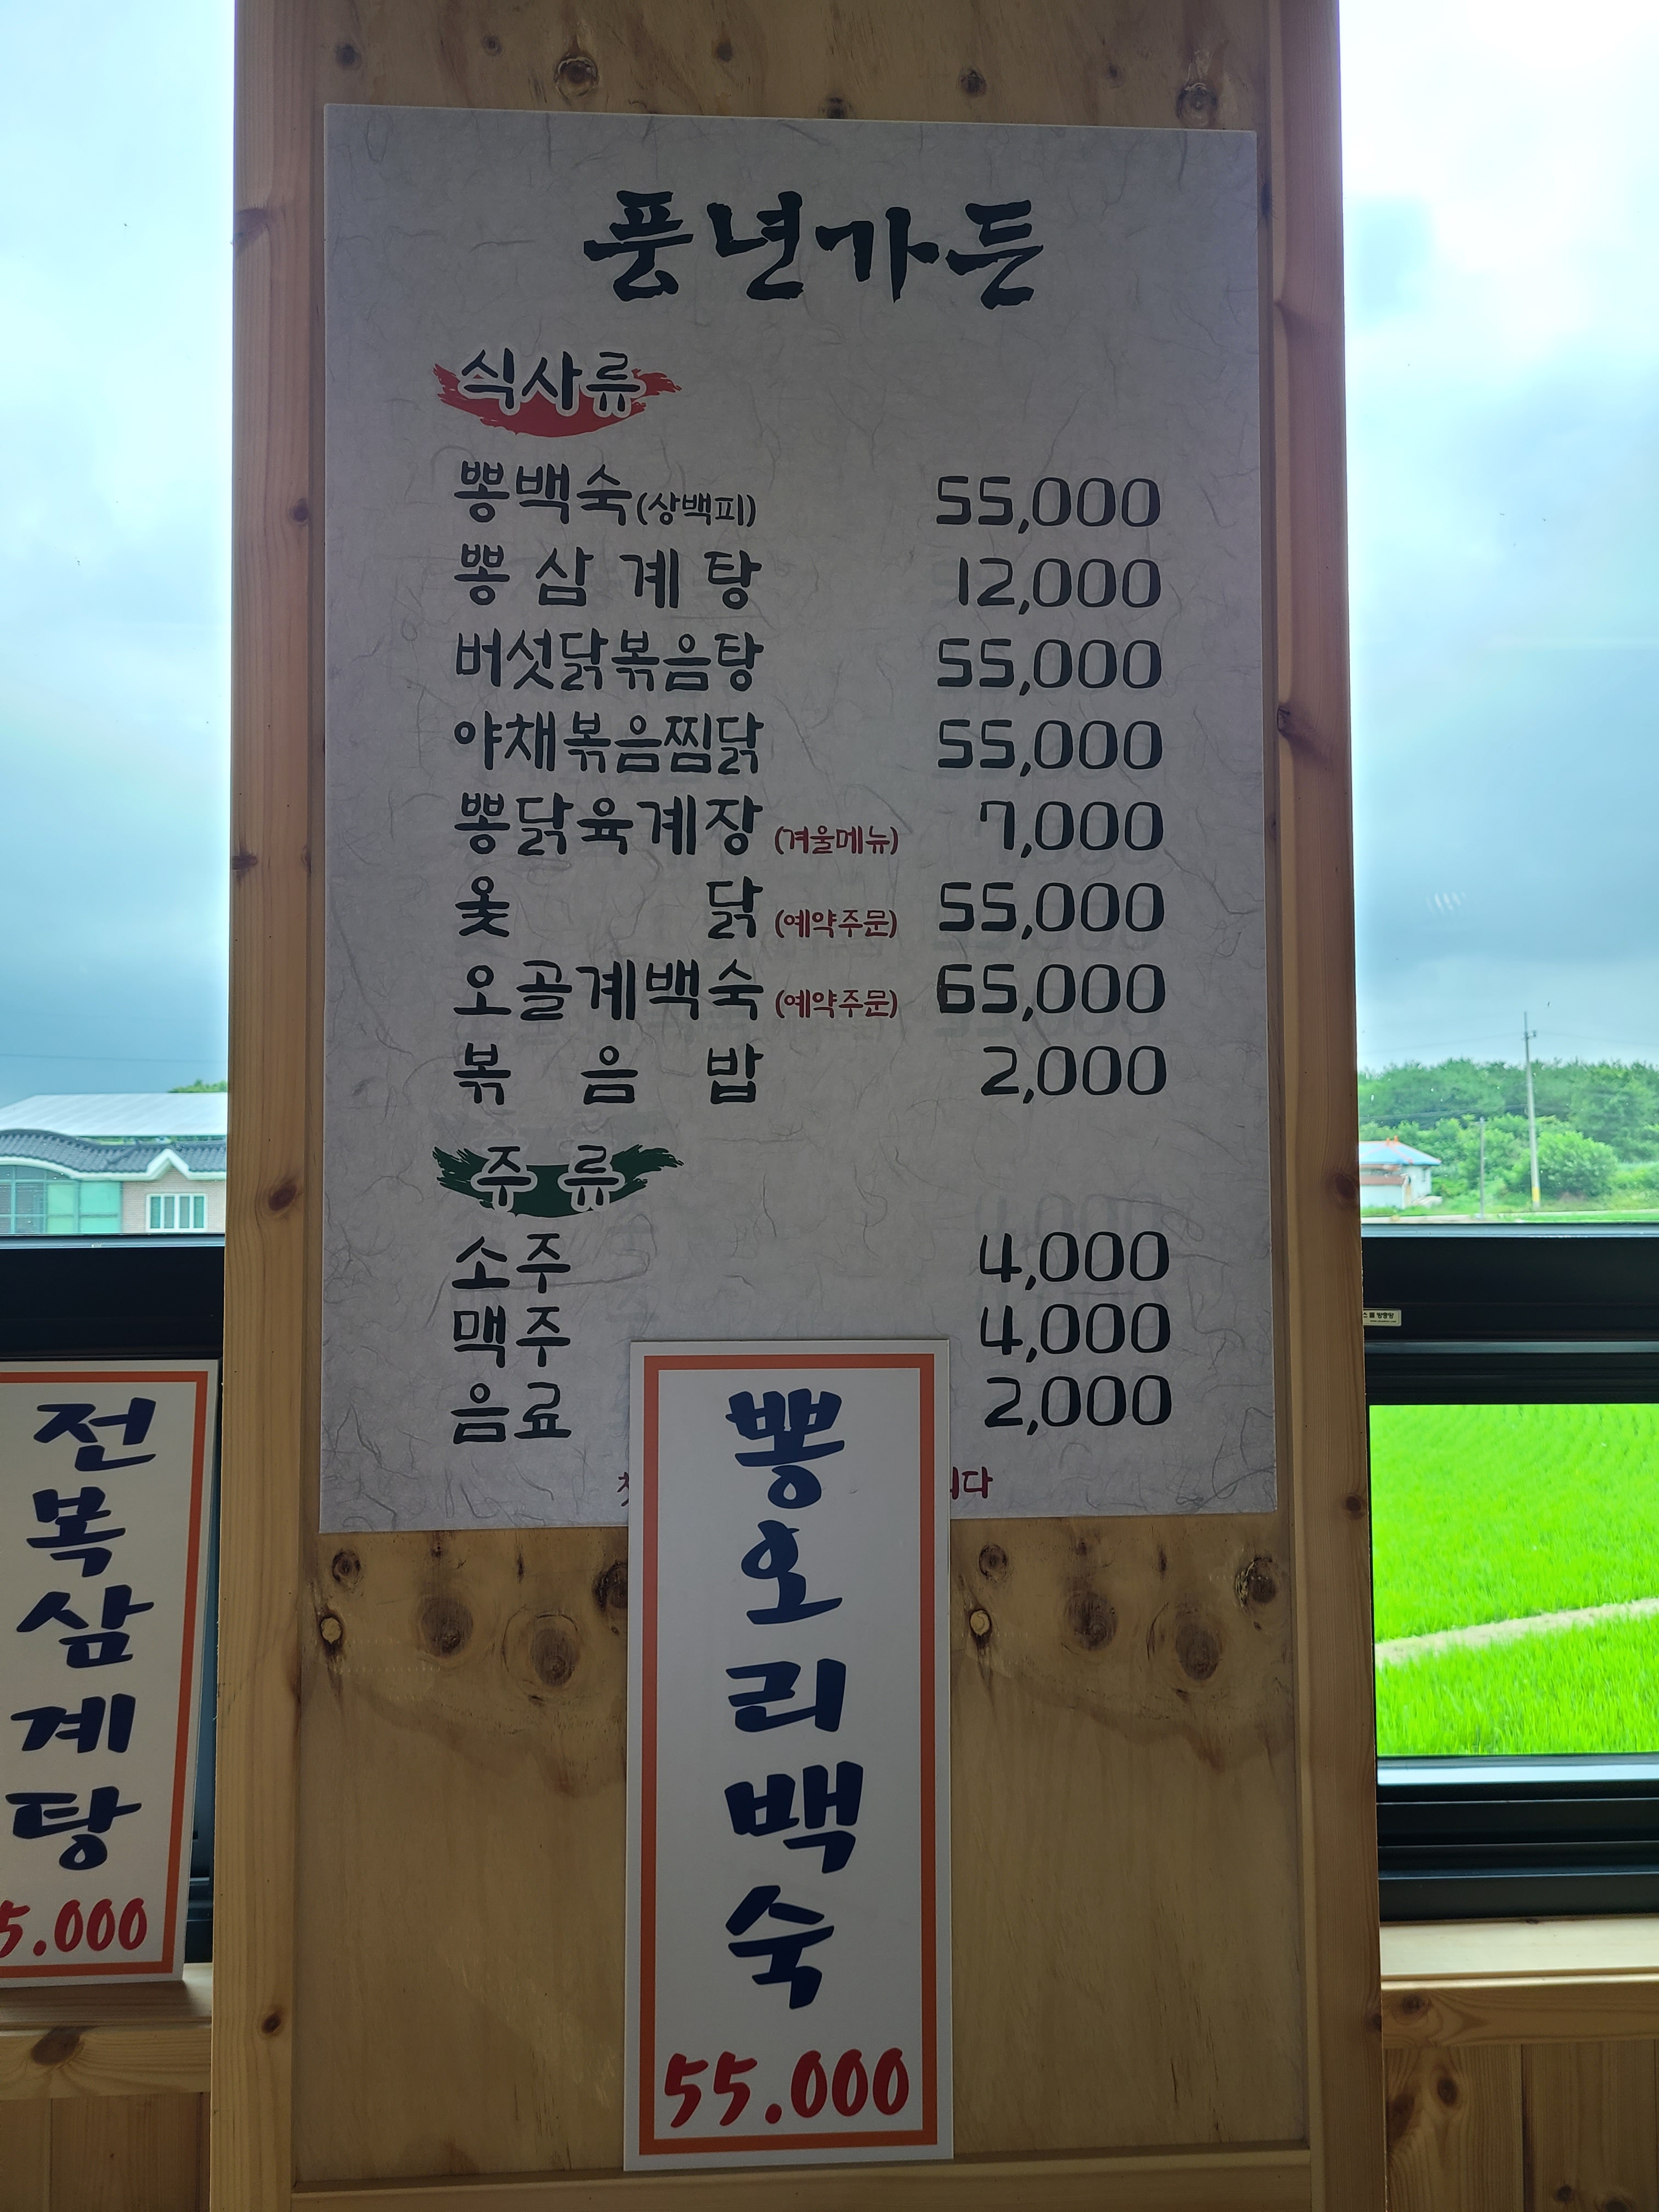 풍년가든
식사류
뽕백숙(상백피) 55,000
뽕삼계탕 12,000
버섯닭볶음탕 55,000
야채볶음찜닭 55,000
뽕닭육계장 (겨울메뉴) 7,000
옻닭 (예약주문) 55,000
오골계백숙 (예약주문) 65,000
볶음밥 2,000
주류
소주 4,000
맥주 4,000
음료 2,000
니다
뽕오리백숙
55.000
전복삼계탕
5.000